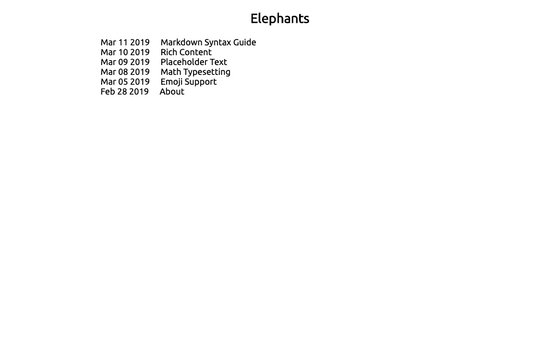 Elephants
Mar 11 2019 Markdown Syntax Guide
Mar 10 2019 Rich Content
Mar 09 2019 Placeholder Text
Mar 08 2019 Math Typesetting
Mar 05 2019 Emoji Support
Feb 28 2019 About